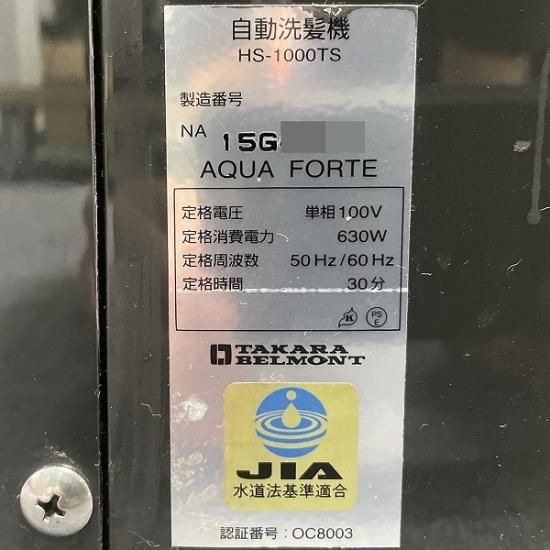 自動洗髪機
HS-1000TS
製造番号
NA 15G
AQUA FORTE
定格電圧 単相100V
定格消費電力 630W
定格周波数 50Hz/60Hz
定格時間 30分
PS
E
TAKARA
BELMONT
JIA
水道法基準適合
認証番号:OC8003